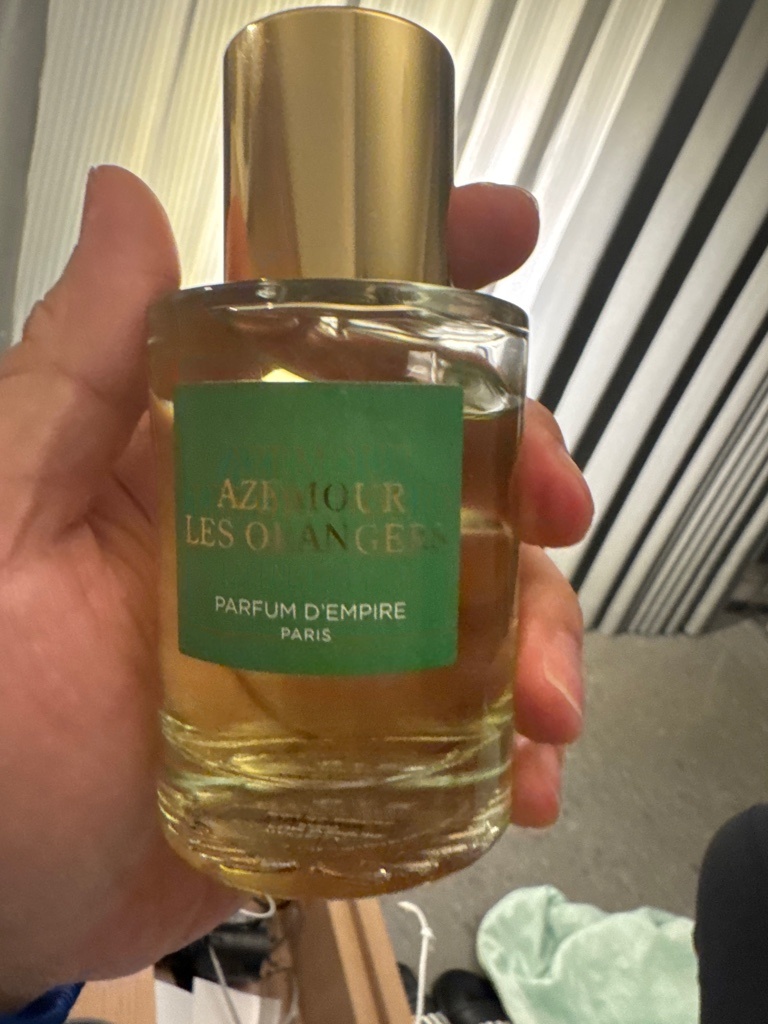 AZEMOUR
LES ORANGERS
PARFUM D'EMPIRE
PARIS